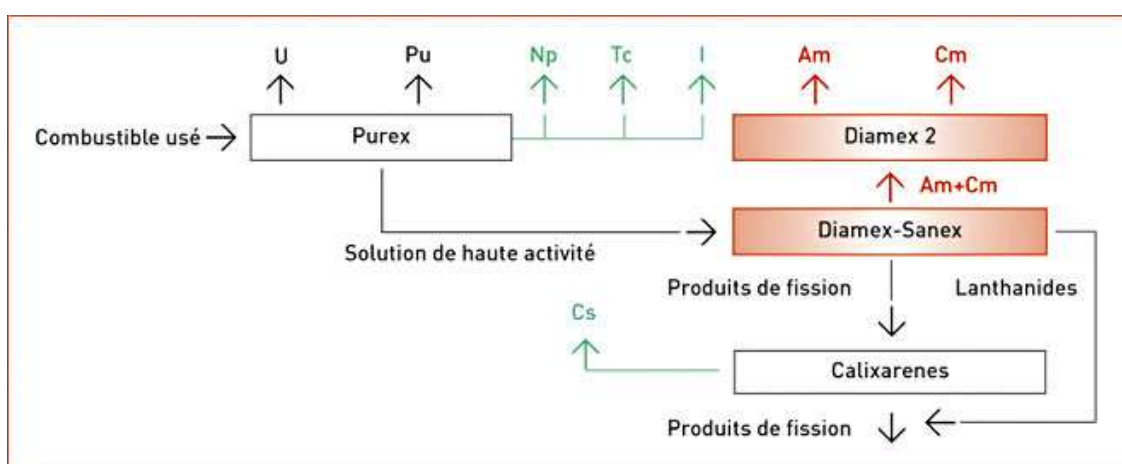 U Pu Np Tc I Am Cm
Combustible usé Purex Diamex 2
Am+Cm
Diamex-Sanex
Solution de haute activité
Produits de fission Lanthanides
Cs
Calixarenes
Produits de fission